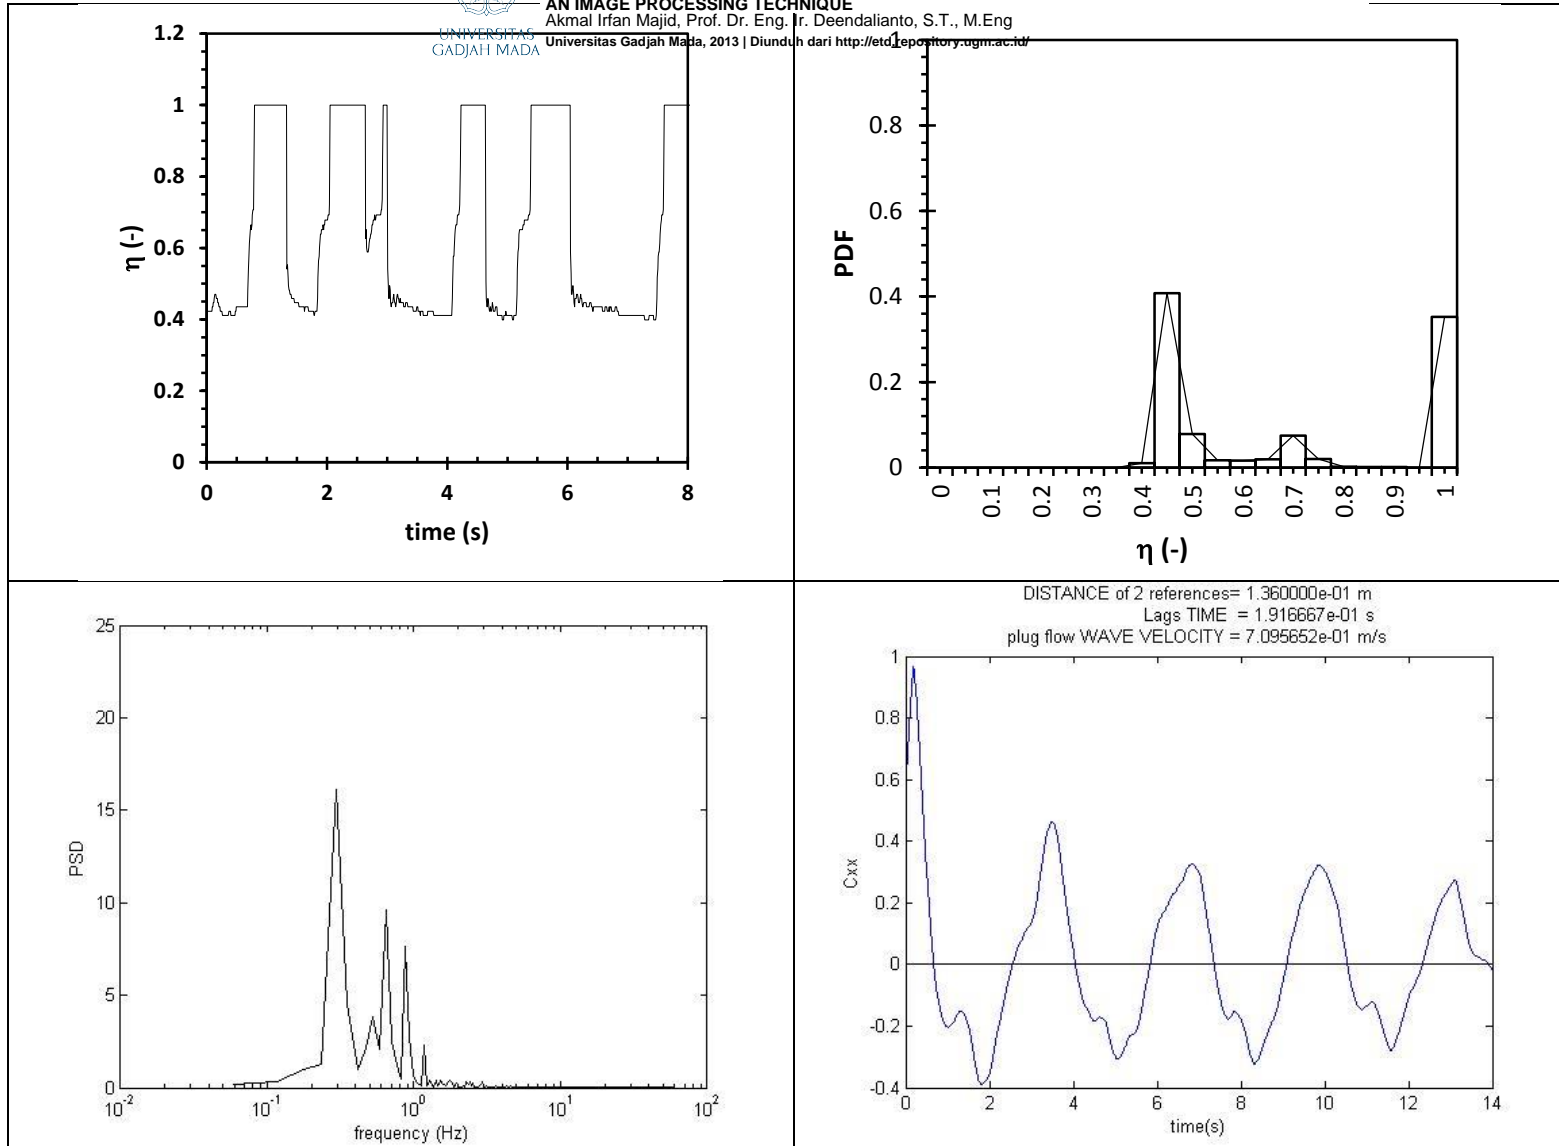 AN IMAGE PROCESSING TECHNIQUE
Akmal Irfan Majid, Prof. Dr. Eng. Ir. Deendalianto, S.T., M.Eng
UNIVERSITAS
GADJAH MADA
Universitas Gadjah Mada, 2013 | Diunduh dari http://etd.repository.ugm.ac.id/
1.2
1
0.8
0.6
0.4
0.2
0
η (-)
0 2 4 6 8
time (s)
1
0.8
0.6
0.4
0.2
0
PDF
0 0.1 0.2 0.3 0.4 0.5 0.6 0.7 0.8 0.9 1
η (-)
25
20
15
10
5
0
PSD
10^-2 10^-1 10^0 10^1 10^2
frequency (Hz)
DISTANCE of 2 references= 1.360000e-01 m
Lags TIME = 1.916667e-01 s
plug flow WAVE VELOCITY = 7.095652e-01 m/s
1
0.8
0.6
0.4
0.2
0
-0.2
-0.4
Cxx
0 2 4 6 8 10 12 14
time(s)